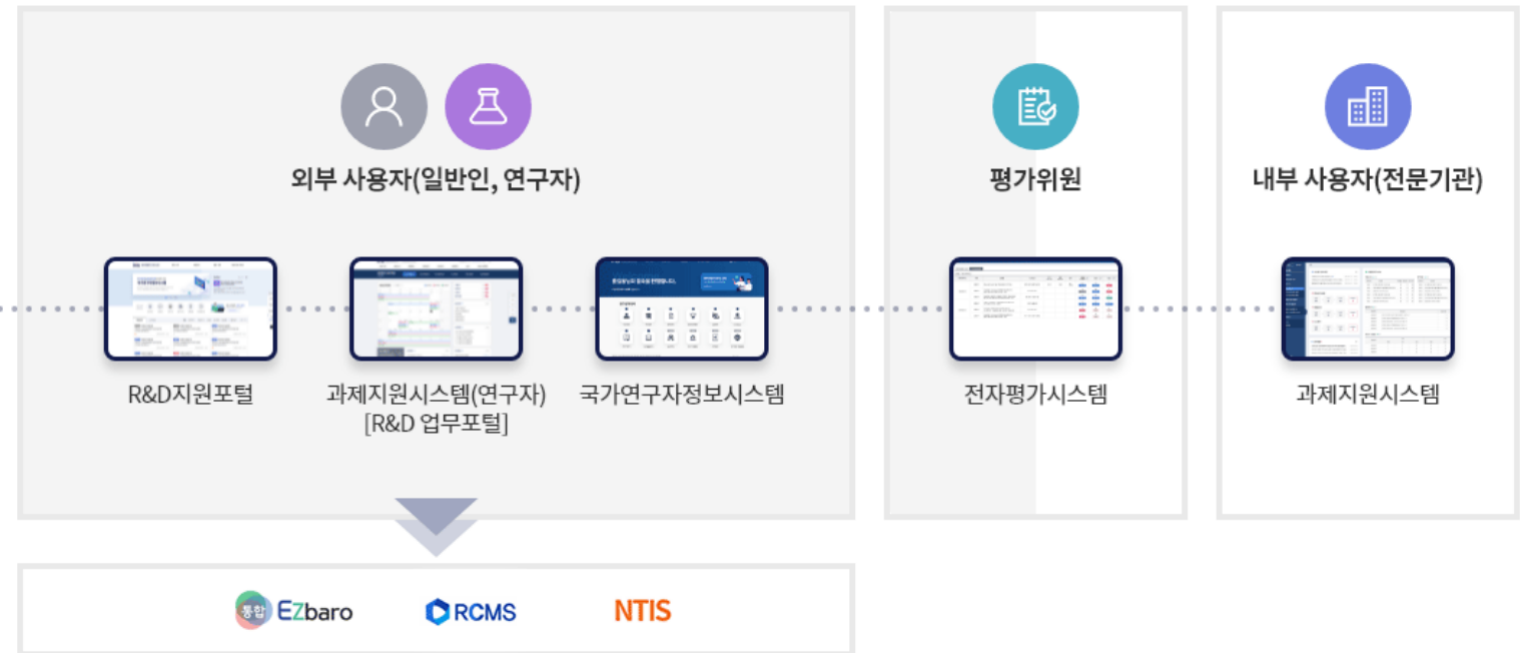 외부 사용자(일반인, 연구자)
R&D지원포털
과제지원시스템(연구자)
[R&D 업무포털]
국가연구자정보시스템
평가위원
전자평가시스템
내부 사용자(전문기관)
과제지원시스템
통합 EZbaro
RCMS
NTIS